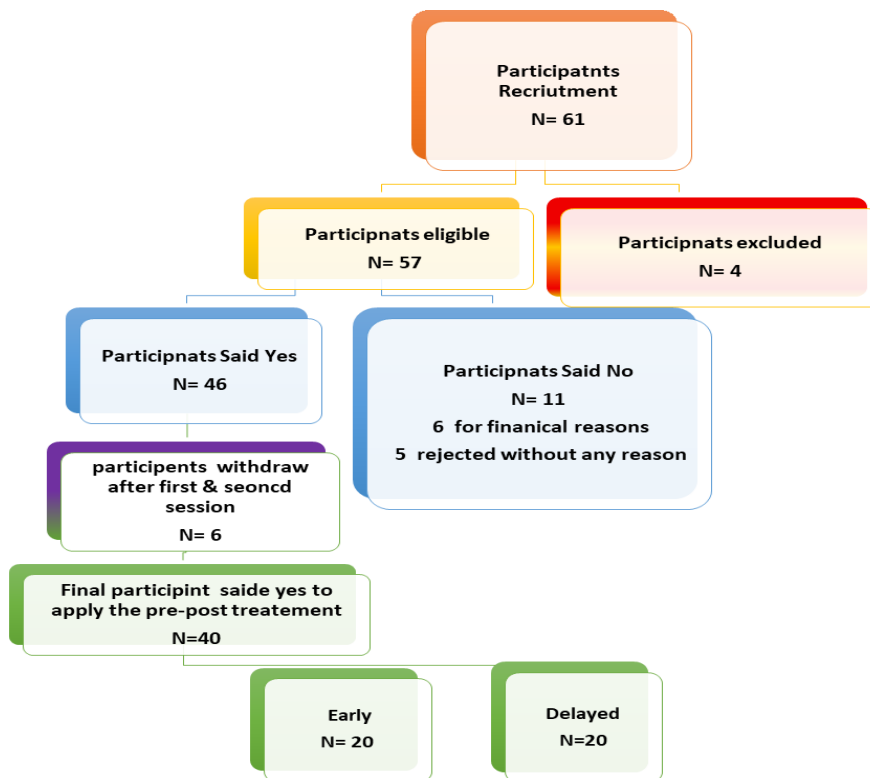 Participatnts
Recriutment
N= 61
Participnats eligible
N= 57
Participnats excluded
N= 4
Participnats Said Yes
N= 46
Participnats Said No
N= 11
6  for finanical reasons
5  rejected without any reason
participents  withdraw
after first & seoncd
session
N= 6
Final participint  saide yes to
apply the pre-post treatement
N=40
Early
N= 20
Delayed
N=20